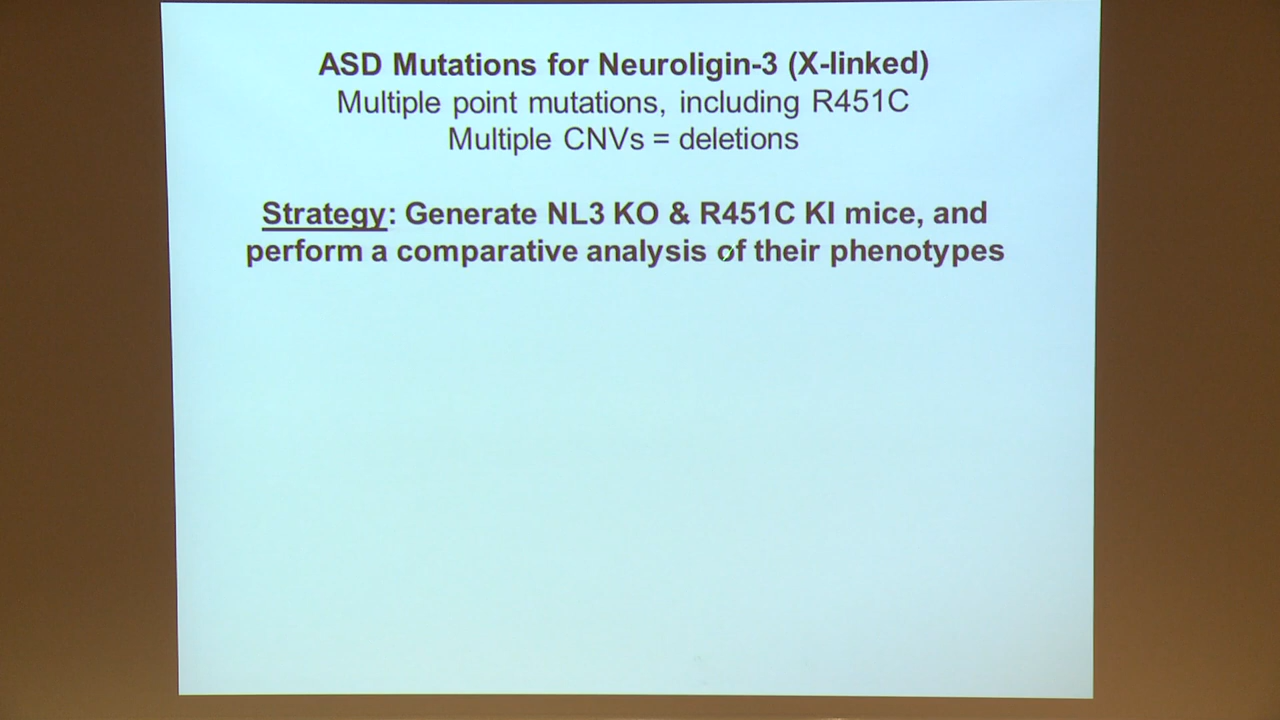 ASD Mutations for Neuroligin-3 (X-linked)
Multiple point mutations, including R451C
Multiple CNVs = deletions
Strategy: Generate NL3 KO & R451C KI mice, and
perform a comparative analysis of their phenotypes